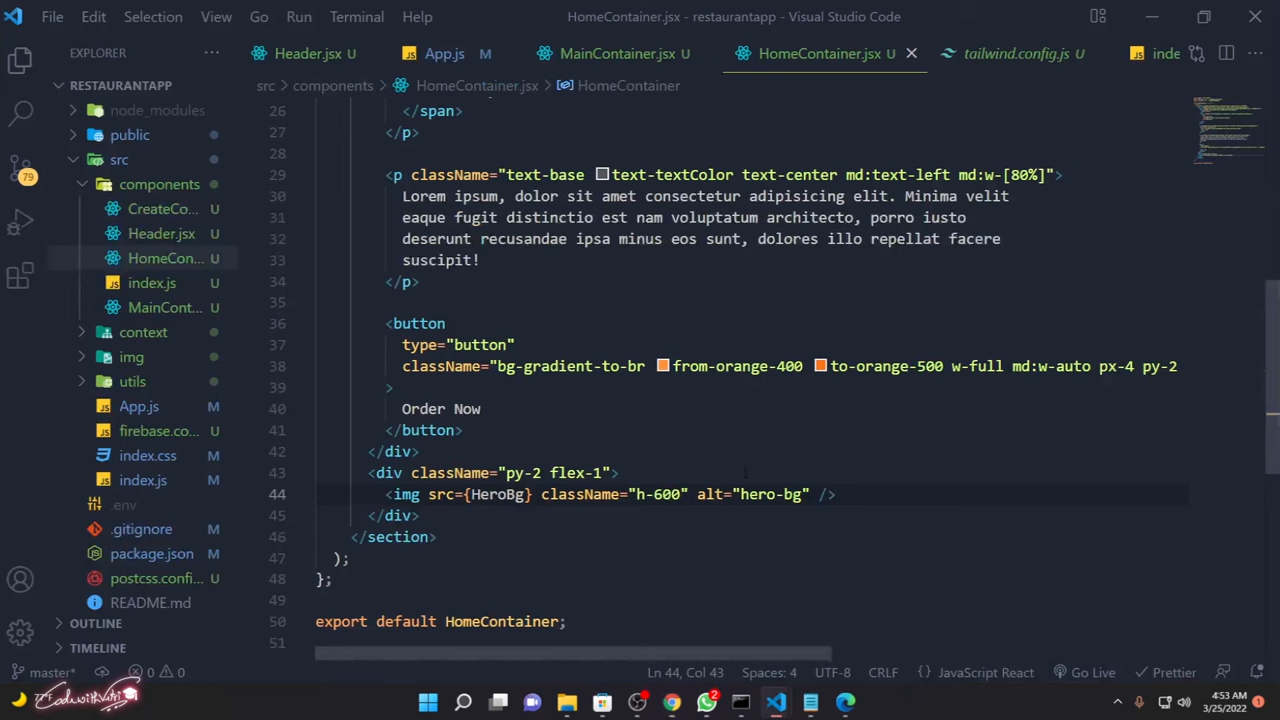 File Edit Selection View Go Run Terminal Help HomeContainer.jsx - restaurantapp - Visual Studio Code
EXPLORER ...
Header.jsx U App.js M MainContainer.jsx U HomeContainer.jsx U tailwind.config.js U inde
RESTAURANTAPP
src > components > HomeContainer.jsx > HomeContainer
node_modules
public
src
components
CreateCo... U
Header.jsx U
HomeCon... U
index.js U
MainCont... U
context
img
utils
App.js M
firebase.co... U
index.css M
index.js M
.env
.gitignore M
package.json M
postcss.confi... U
README.md
OUTLINE
TIMELINE
79
26 </span>
27 </p>
28
29 <p className="text-base text-textColor text-center md:text-left md:w-[80%]">
30 Lorem ipsum, dolor sit amet consectetur adipisicing elit. Minima velit
31 eaque fugit distinctio est nam voluptatum architecto, porro iusto
32 deserunt recusandae ipsa minus eos sunt, dolores illo repellat facere
33 suscipit!
34 </p>
35
36 <button
37 type="button"
38 className="bg-gradient-to-br from-orange-400 to-orange-500 w-full md:w-auto px-4 py-2
39 >
40 Order Now
41 </button>
42 </div>
43 <div className="py-2 flex-1">
44 <img src={HeroBg} className="h-600" alt="hero-bg" />
45 </div>
46 </section>
47 );
48 };
49
50 export default HomeContainer;
51
master* 0 0 Ln 44, Col 43 Spaces: 4 UTF-8 CRLF JavaScript React Go Live Prettier
2
4:53 AM
3/25/2022